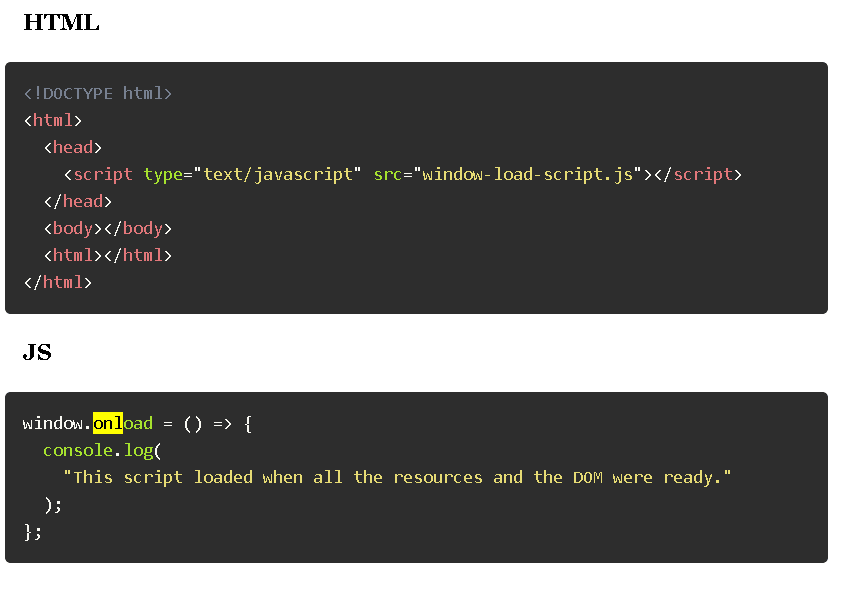 HTML
<!DOCTYPE html>
<html>
  <head>
    <script type="text/javascript" src="window-load-script.js"></script>
  </head>
  <body></body>
  <html></html>
</html>
JS
window.onload = () => {
  console.log(
    "This script loaded when all the resources and the DOM were ready."
  );
};